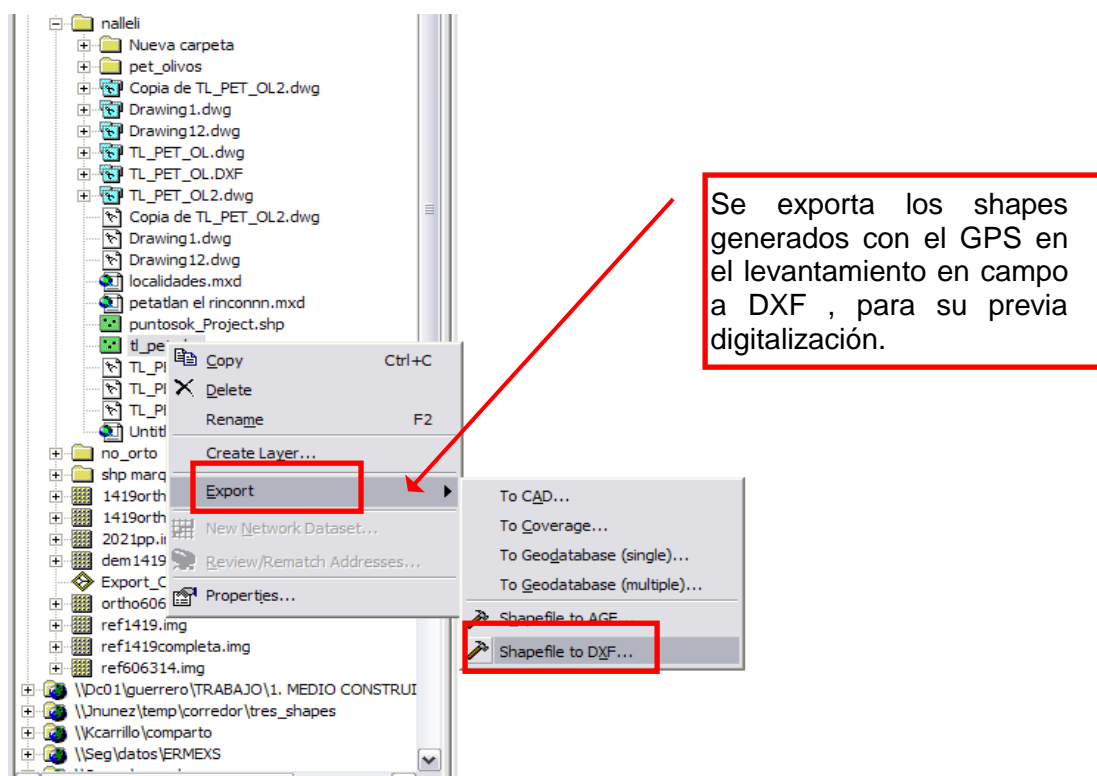 nalleli
Nueva carpeta
pet_olivos
Copia de TL_PET_OL2.dwg
Drawing1.dwg
Drawing12.dwg
TL_PET_OL.dwg
TL_PET_OL.DXF
TL_PET_OL2.dwg
Copia de TL_PET_OL2.dwg
Drawing1.dwg
Drawing12.dwg
localidades.mxd
petatlan el rinconnn.mxd
puntosok_Project.shp
no_orto
shp marq
1419orth
1419orth
dem1419
Export_C
ortho606
ref1419.img
ref1419completa.img
ref606314.img
\\Dc01\guerrero\TRABAJO\1. MEDIO CONSTRUI
\\Jnunez\temp\corredor\tres_shapes
\\Kcarrillo\comparto
\\Seg\datos\ERMEXS
Copy Ctrl+C
Delete
Rename F2
Create Layer...
Export
New Network Dataset...
Review/Rematch Addresses...
Properties...
To CAD...
To Coverage...
To Geodatabase (single)...
To Geodatabase (multiple)...
Shapefile to AGF...
Shapefile to DXF...
Se exporta los shapes
generados con el GPS en
el levantamiento en campo
a DXF , para su previa
digitalización.